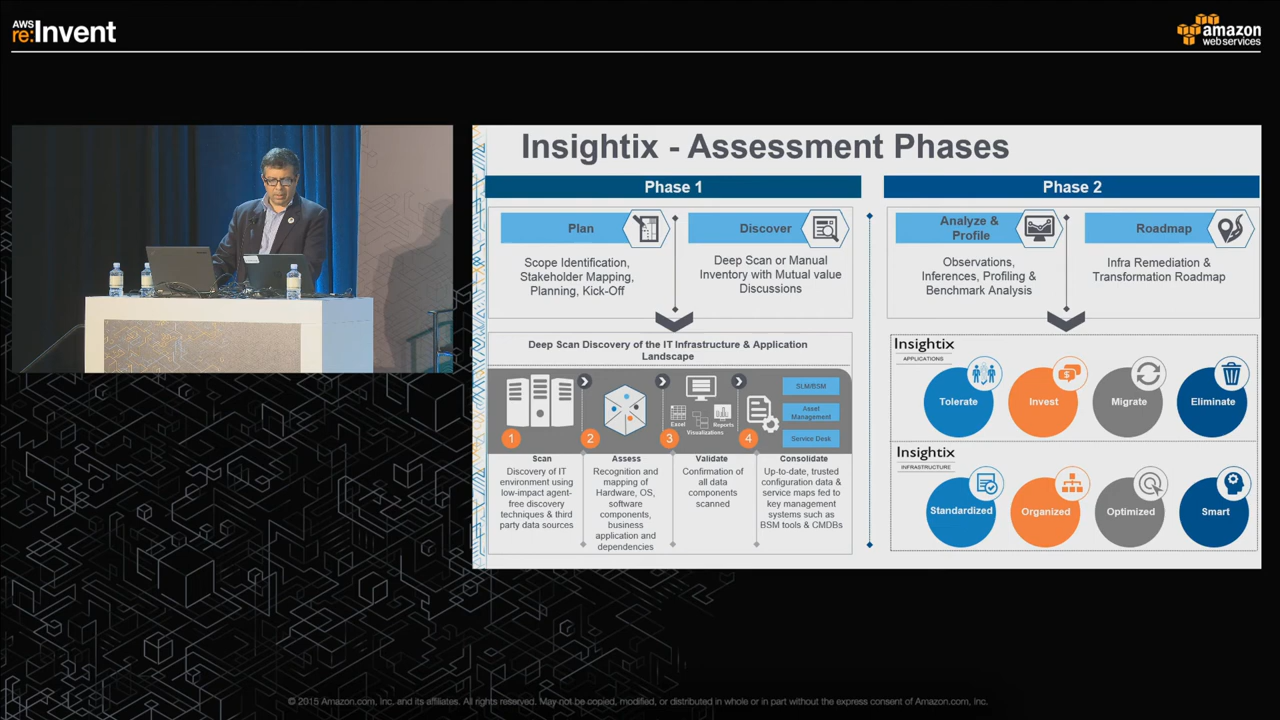 AWS
re:Invent
amazon
web services
Insightix - Assessment Phases
Phase 1
Plan
Discover
Scope Identification,
Stakeholder Mapping,
Planning, Kick-Off
Deep Scan or Manual
Inventory with Mutual value
Discussions
Deep Scan Discovery of the IT Infrastructure & Application
Landscape
SLM/BSM
Asset
Management
Service Desk
Excel
Visualizations
Reports
1
2
3
4
Scan
Discovery of IT
environment using
low-impact agent-
free discovery
techniques & third
party data sources
Assess
Recognition and
mapping of
Hardware, OS,
software
components,
business
application and
dependencies
Validate
Confirmation of
all data
components
scanned
Consolidate
Up-to-date, trusted
configuration data &
service maps fed to
key management
systems such as
BSM tools & CMDBs
Phase 2
Analyze &
Profile
Roadmap
Observations,
Inferences, Profiling &
Benchmark Analysis
Infra Remediation &
Transformation Roadmap
Insightix
APPLICATIONS
Tolerate
Invest
Migrate
Eliminate
Insightix
INFRASTRUCTURE
Standardized
Organized
Optimized
Smart
© 2015 Amazon.com, Inc. and its affiliates. All rights reserved. May not be copied, modified, or distributed in whole or in part without the express consent of Amazon.com, Inc.